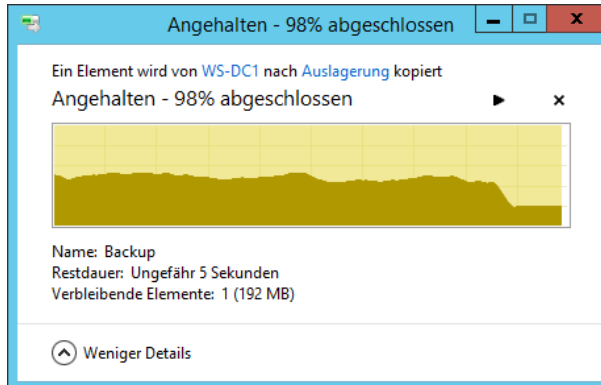 Angehalten - 98% abgeschlossen
Ein Element wird von WS-DC1 nach Auslagerung kopiert
Angehalten - 98% abgeschlossen
Name: Backup
Restdauer: Ungefähr 5 Sekunden
Verbleibende Elemente: 1 (192 MB)
Weniger Details